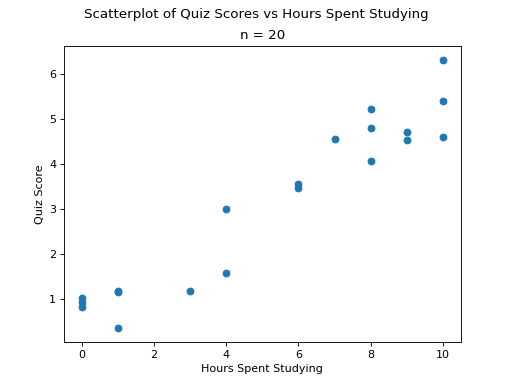 Scatterplot of Quiz Scores vs Hours Spent Studying
n = 20
6
5
4
3
2
1
Quiz Score
0 2 4 6 8 10
Hours Spent Studying